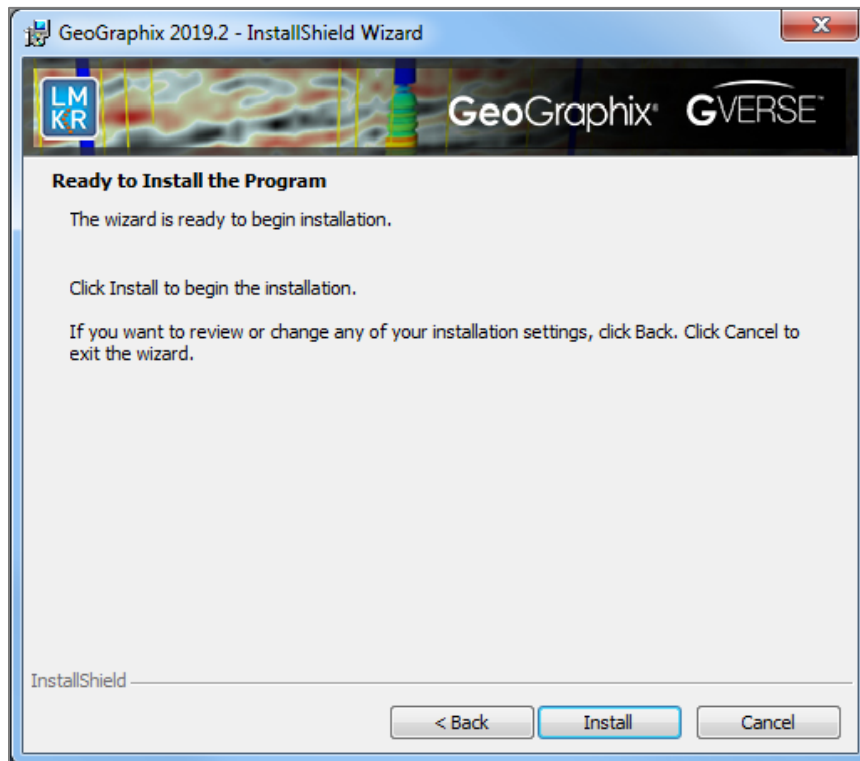 GeoGraphix 2019.2 - InstallShield Wizard
LM
KR
GeoGraphix® GVERSE™
Ready to Install the Program
The wizard is ready to begin installation.
Click Install to begin the installation.
If you want to review or change any of your installation settings, click Back. Click Cancel to
exit the wizard.
InstallShield
< Back Install Cancel